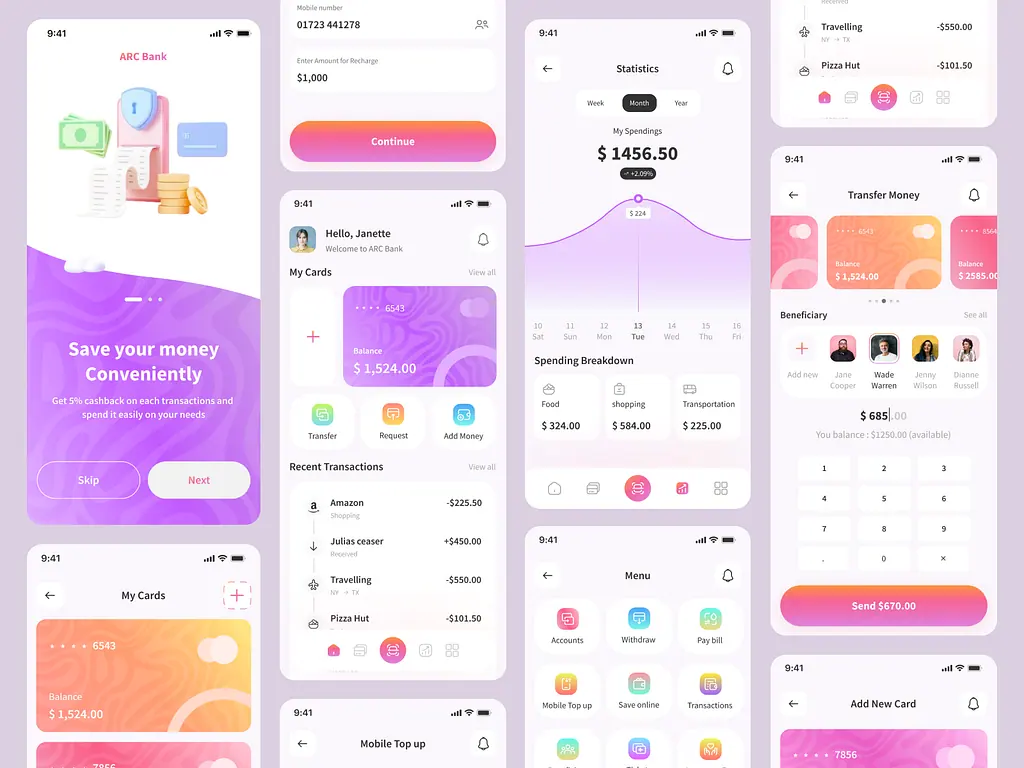 9:41
ARC Bank
Save your money
Conveniently
Get 5% cashback on each transactions and
spend it easily on your needs
Skip
Next
9:41
My Cards
6543
Balance
$ 1,524.00
7856
Mobile number
01723 441278
Enter Amount for Recharge
$1,000
Continue
9:41
Hello, Janette
Welcome to ARC Bank
My Cards
View all
+
6543
Balance
$ 1,524.00
Transfer
Request
Add Money
Recent Transactions
View all
Amazon
-$225.50
Shopping
Julias ceaser
+$450.00
Received
Travelling
-$550.00
NY → TX
Pizza Hut
-$101.50
9:41
Mobile Top up
9:41
Statistics
Week
Month
Year
My Spendings
$ 1456.50
+2.09%
$ 224
10 11 12 13 14 15 16
Sat Sun Mon Tue Wed Thu Fri
Spending Breakdown
Food
$ 324.00
shopping
$ 584.00
Transportation
$ 225.00
9:41
Menu
Accounts
Withdraw
Pay bill
Mobile Top up
Save online
Transactions
Received
Travelling
-$550.00
NY → TX
Pizza Hut
-$101.50
9:41
Transfer Money
6543
Balance
$ 1,524.00
8564
Balance
$ 2585.00
Beneficiary
See all
Add new
Jane
Cooper
Wade
Warren
Jenny
Wilson
Dianne
Russell
$ 685.00
You balance : $1250.00 (available)
1 2 3
4 5 6
7 8 9
. 0 ×
Send $670.00
9:41
Add New Card
7856